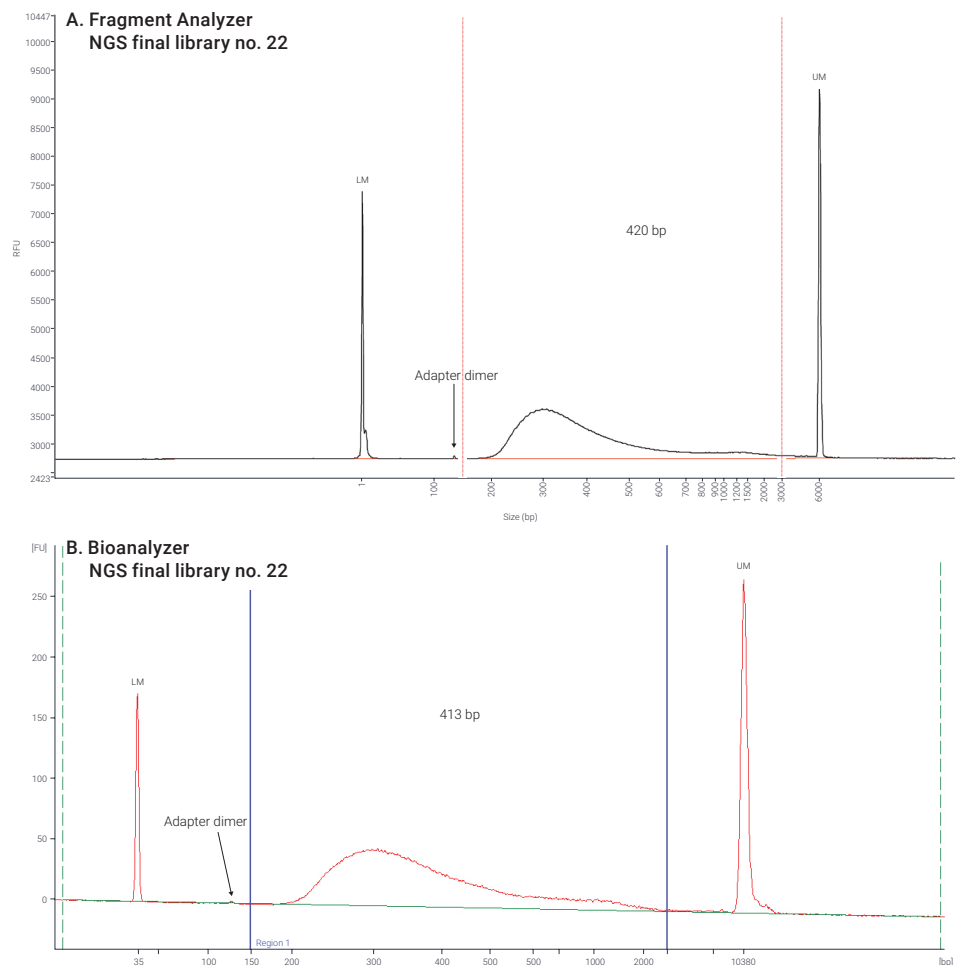 A. Fragment Analyzer
NGS final library no. 22
10447
10000
9500
9000
8500
8000
7500
7000
6500
6000
5500
5000
4500
4000
3500
3000
2423
RFU
LM
UM
420 bp
Adapter dimer
1
100
200
300
400
500
600
700
800
900
1000
1200
1500
2000
3000
6000
Size (bp)
B. Bioanalyzer
NGS final library no. 22
[FU]
250
200
150
100
50
0
LM
UM
413 bp
Adapter dimer
Region 1
35 100 150 200 300 400 500 500 1000 2000 10380 [bp]